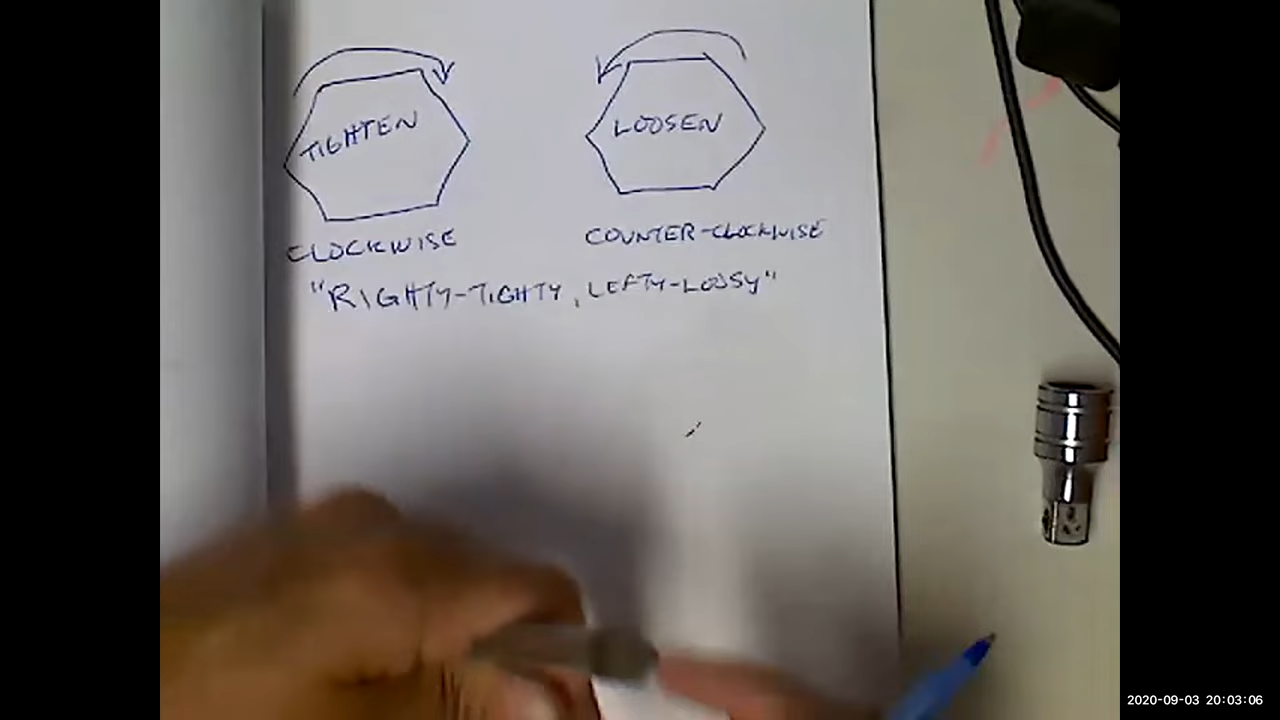 TIGHTEN
LOOSEN
CLOCKWISE
COUNTER-CLOCKWISE
"RIGHTY-TIGHTY, LEFTY-LOOSY"
2020-09-03 20:03:06